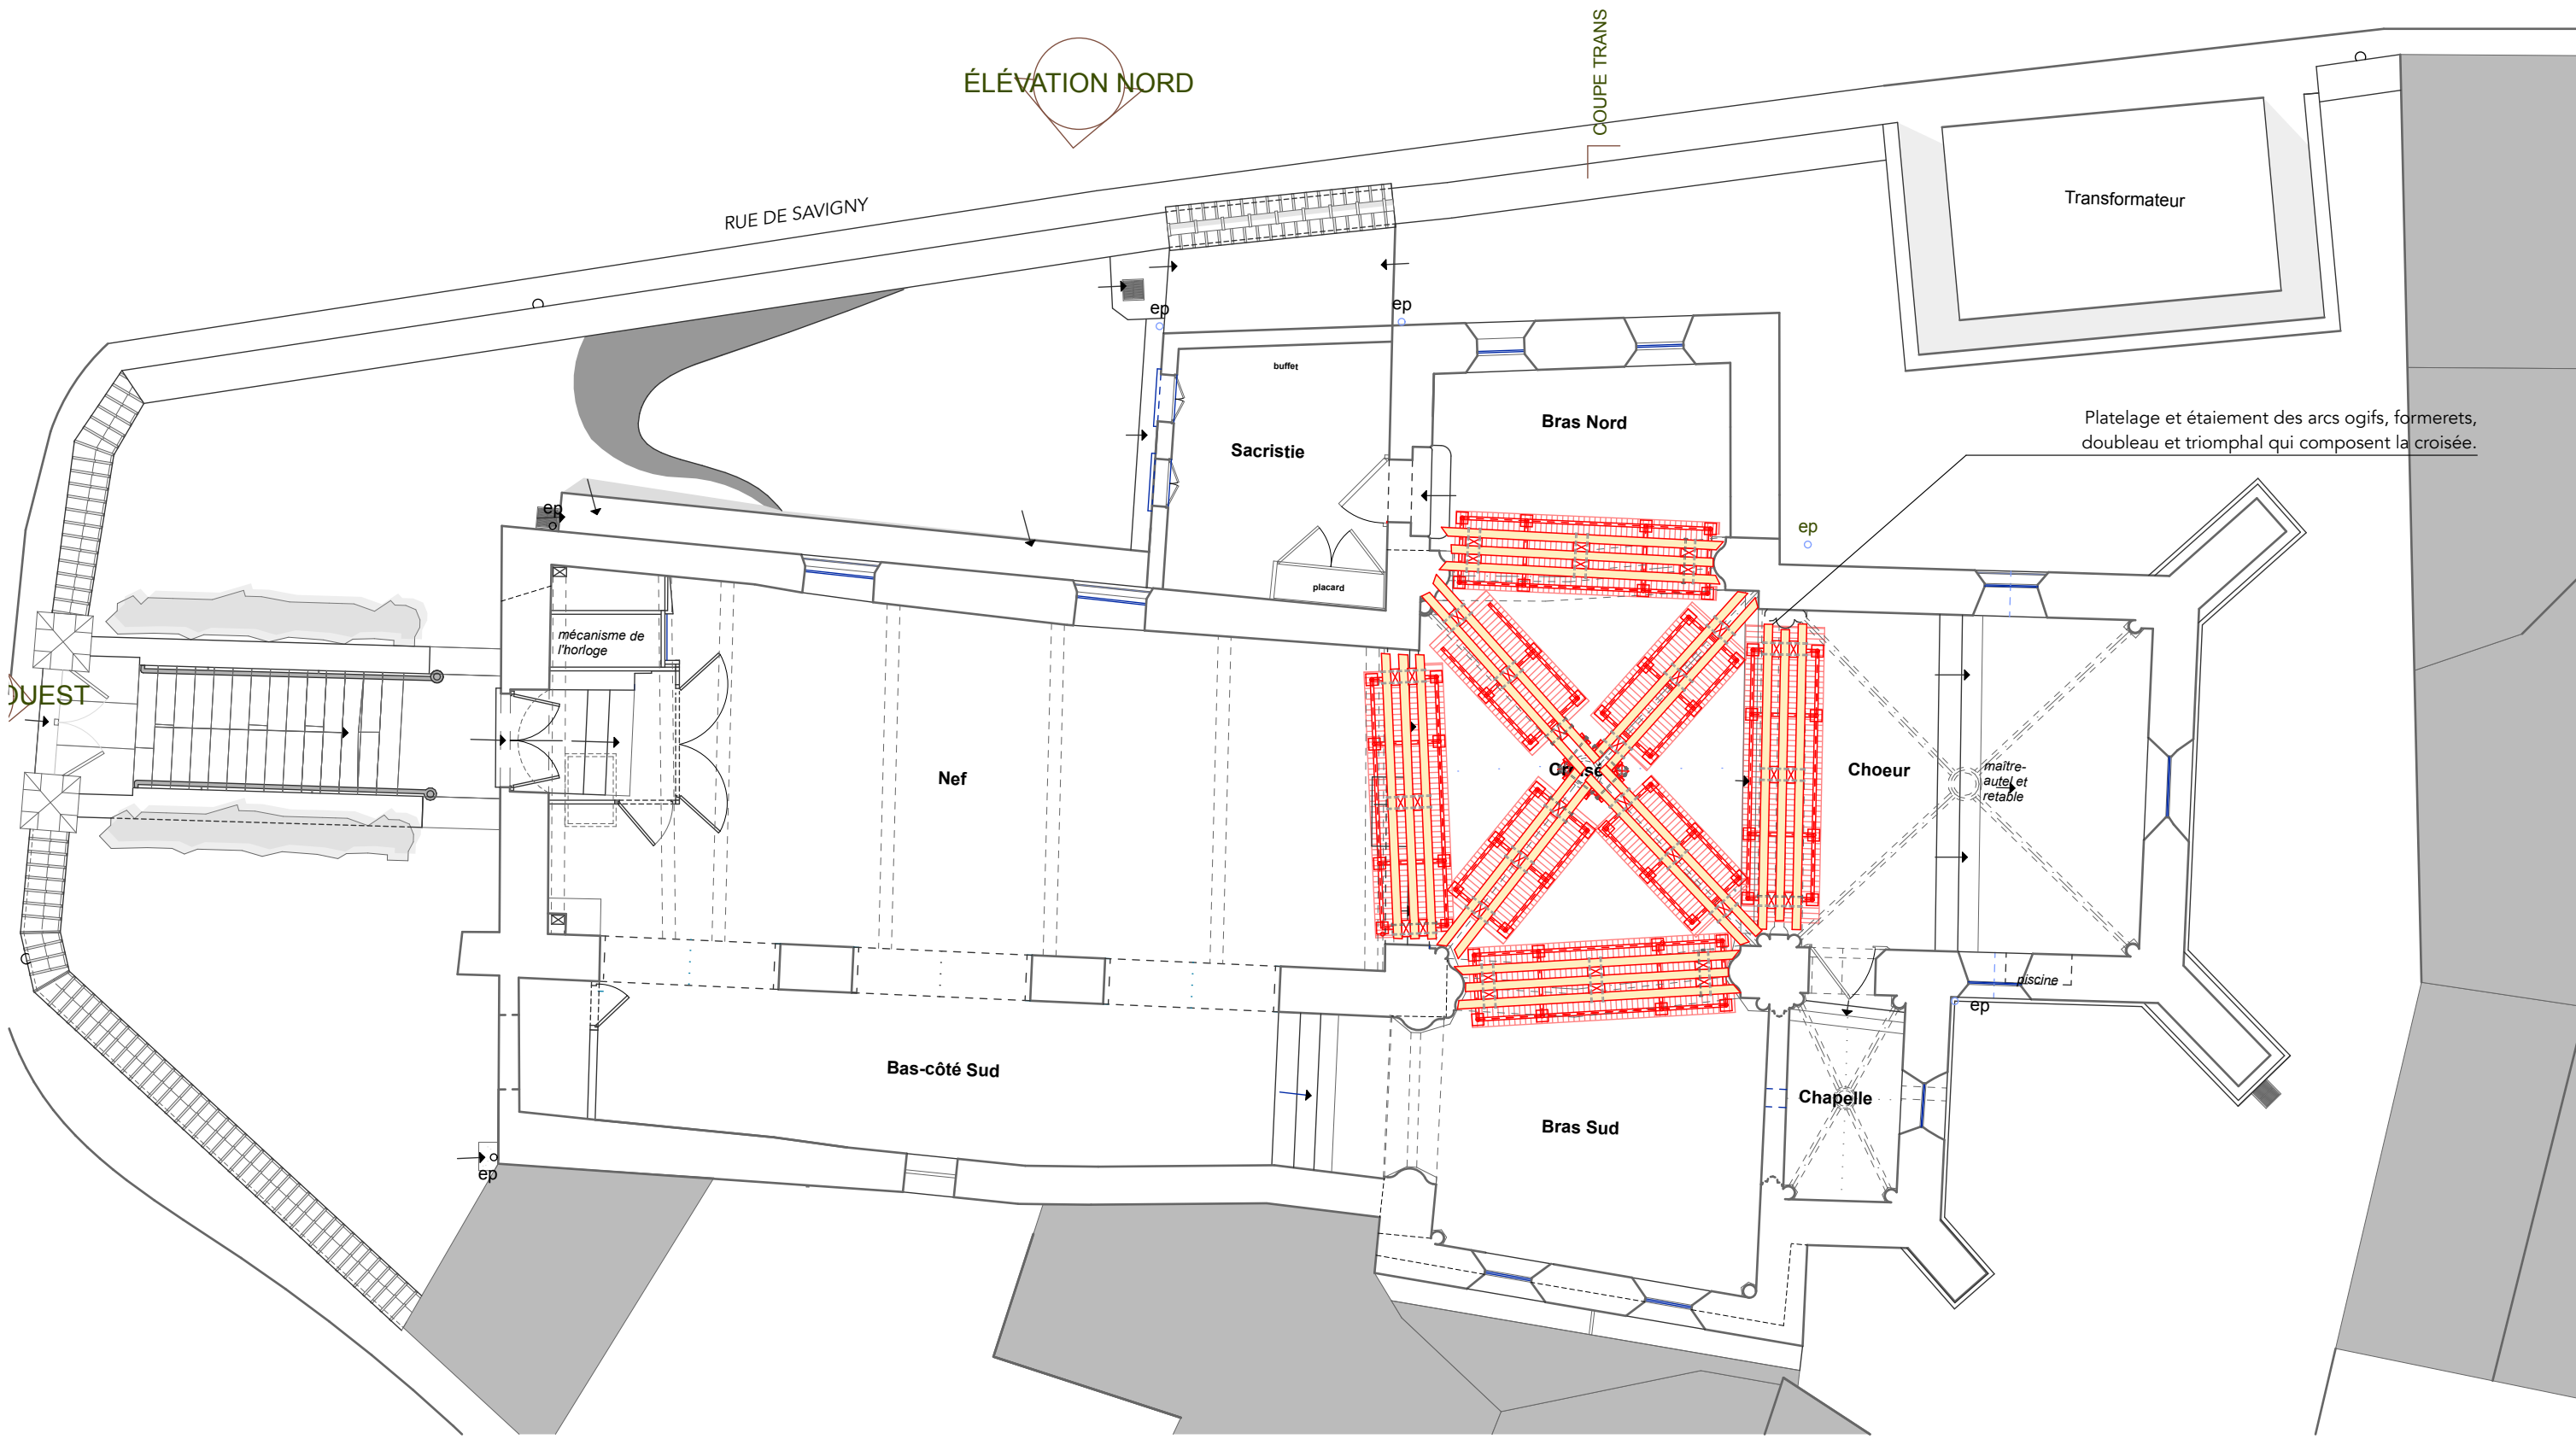 COUPE TRANS
ÉLÉVATION NORD
RUE DE SAVIGNY
Transformateur
ep
ep
buffet
Sacristie
Bras Nord
Platelage et étaiement des arcs ogifs, formerets,
doubleau et triomphal qui composent la croisée.
ep
ep
placard
mécanisme de
l'horloge
OUEST
Nef
Choeur
maître-
autel et
retable
piscine
ep
Bas-côté Sud
Bras Sud
Chapelle
ep